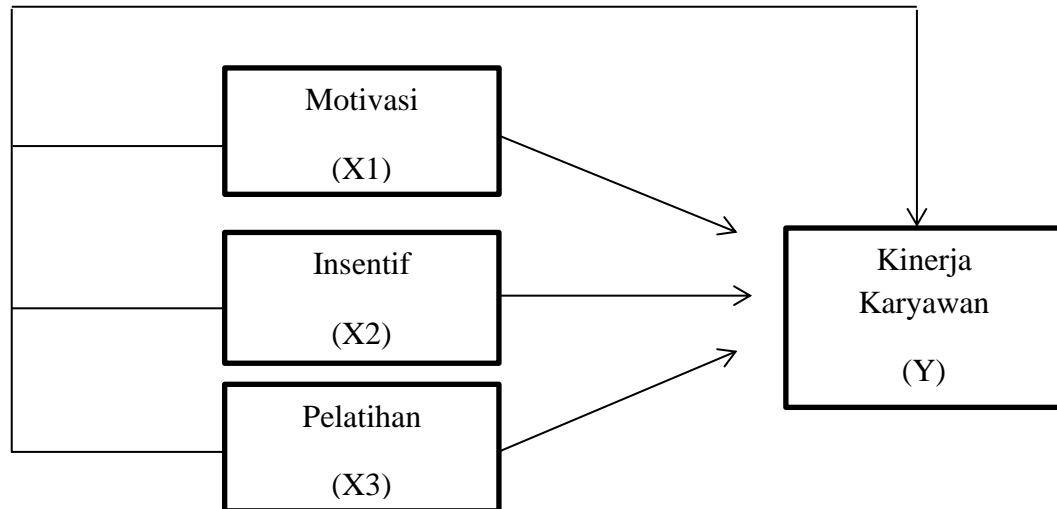 Motivasi
(X1)
Insentif
(X2)
Pelatihan
(X3)
Kinerja
Karyawan
(Y)